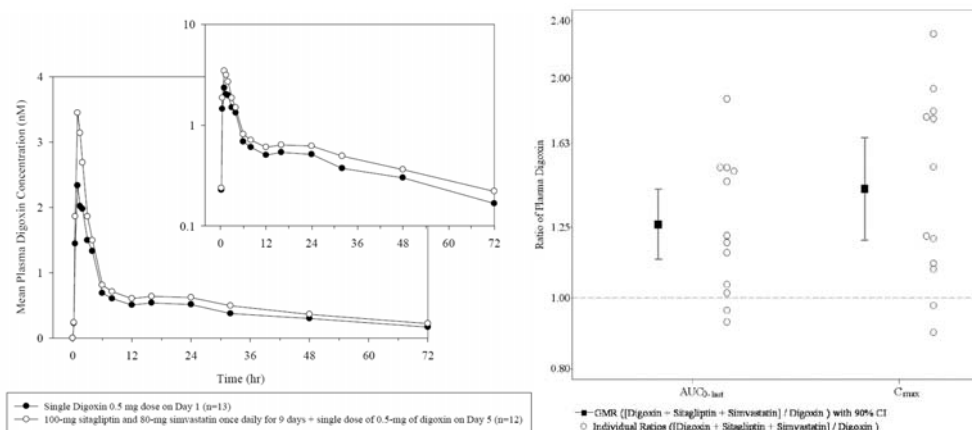 10
1
0.1
0 12 24 36 48 72
4
3
2
1
0
Mean Plasma Digoxin Concentration (nM)
0 12 24 36 48 60 72
Time (hr)
Single Digoxin 0.5 mg dose on Day 1 (n=13)
100-mg sitagliptin and 80-mg simvastatin once daily for 9 days + single dose of 0.5-mg of digoxin on Day 5 (n=12)
2.40
2.00
1.63
1.25
1.00
0.80
Ratio of Plasma Digoxin
AUC0-last Cmax
GMR ([Digoxin + Sitagliptin + Simvastatin] / Digoxin ) with 90% CI
Individual Ratios ([Digoxin + Sitagliptin + Simvastatin] / Digoxin )